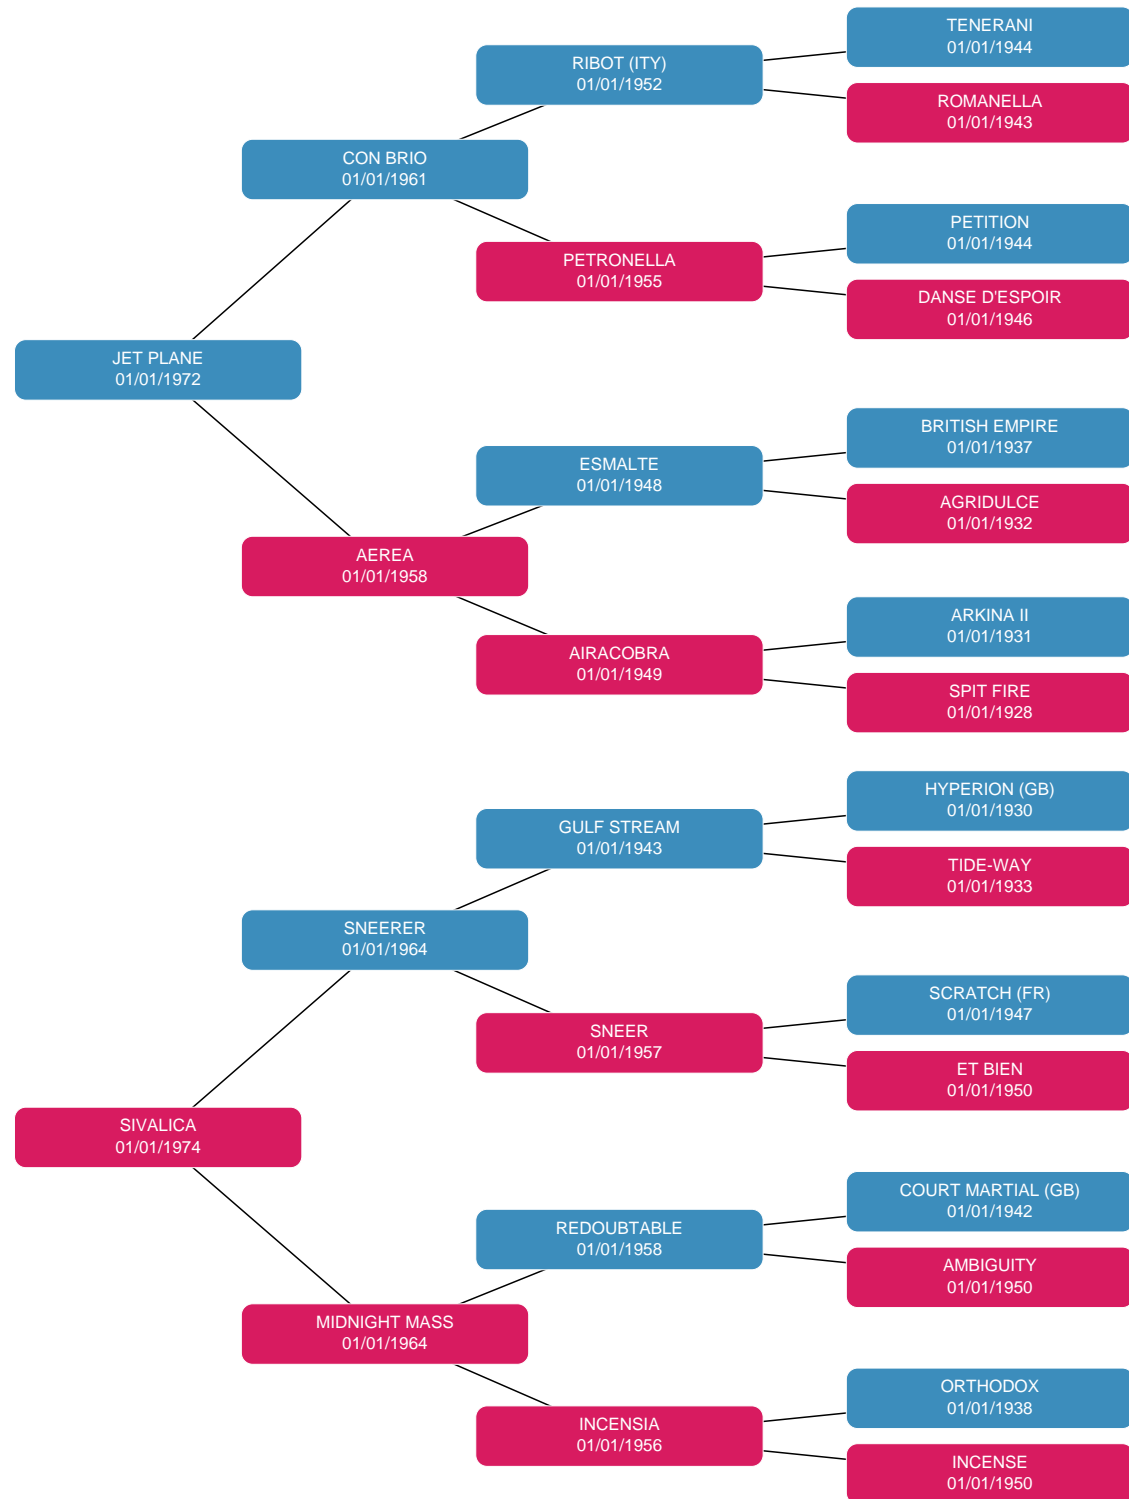 TENERANI
01/01/1944
RIBOT (ITY)
01/01/1952
ROMANELLA
01/01/1943
CON BRIO
01/01/1961
PETITION
01/01/1944
PETRONELLA
01/01/1955
DANSE D'ESPOIR
01/01/1946
JET PLANE
01/01/1972
BRITISH EMPIRE
01/01/1937
ESMALTE
01/01/1948
AGRIDULCE
01/01/1932
AEREA
01/01/1958
ARKINA II
01/01/1931
AIRACOBRA
01/01/1949
SPIT FIRE
01/01/1928
HYPERION (GB)
01/01/1930
GULF STREAM
01/01/1943
TIDE-WAY
01/01/1933
SNEERER
01/01/1964
SCRATCH (FR)
01/01/1947
SNEER
01/01/1957
ET BIEN
01/01/1950
SIVALICA
01/01/1974
COURT MARTIAL (GB)
01/01/1942
REDOUBTABLE
01/01/1958
AMBIGUITY
01/01/1950
MIDNIGHT MASS
01/01/1964
ORTHODOX
01/01/1938
INCENSIA
01/01/1956
INCENSE
01/01/1950